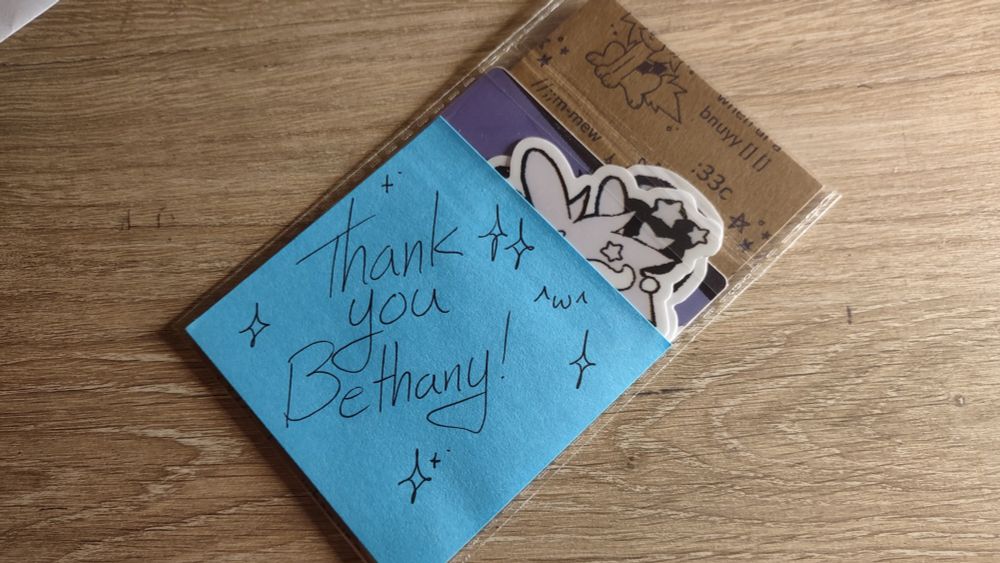 Thank
you
Bethany!
^w^
//;;m-mew
bnuyy||()
:33c